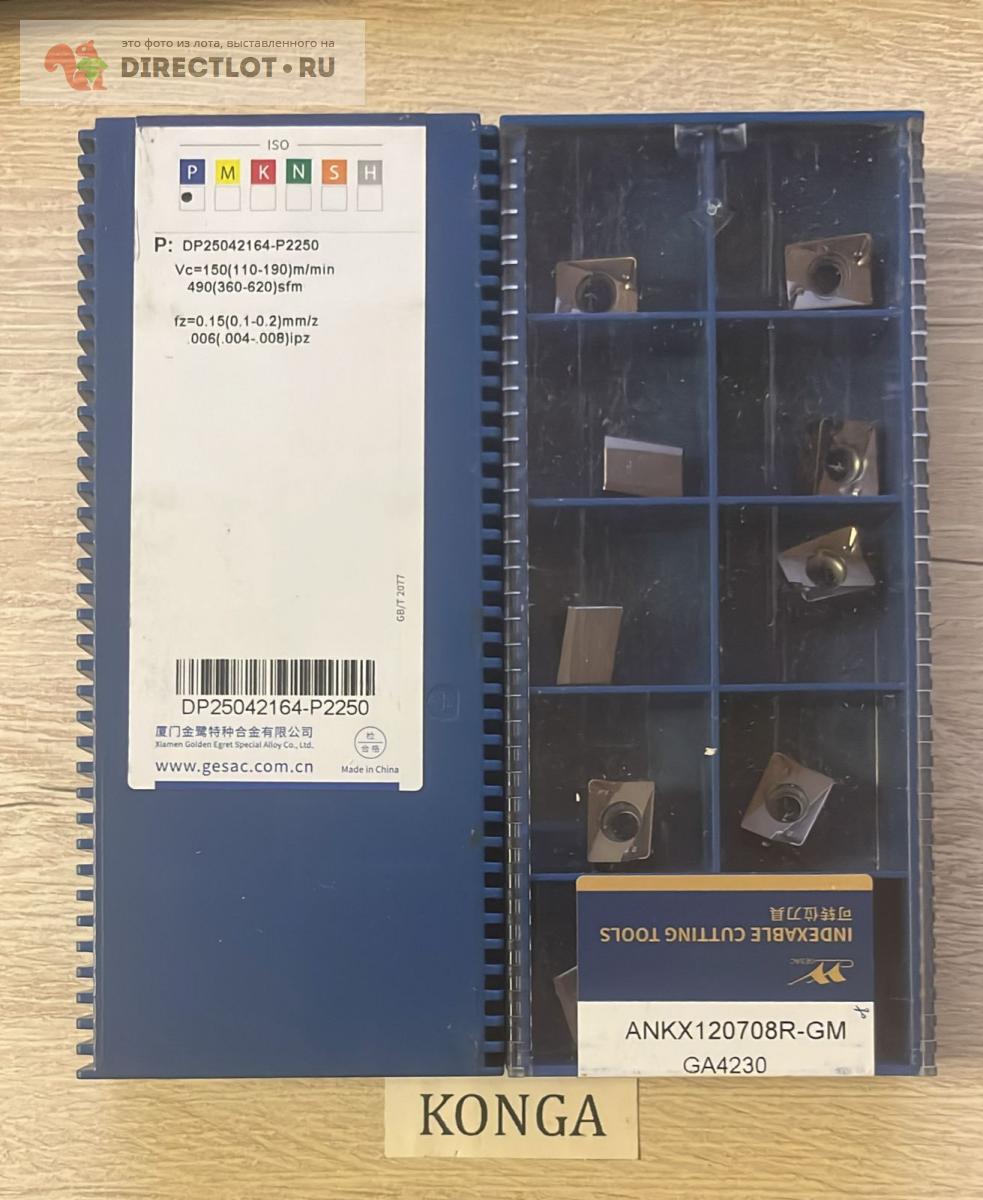 это фото из лота, выставленного на
DIRECTLOT.RU
ISO
P M K N S H
P: DP25042164-P2250
Vc=150(110-190)m/min
490(360-620)sfm
fz=0.15(0.1-0.2)mm/z
.006(.004-.008)ipz
GB/T 2077
DP25042164-P2250
厦门金鹭特种合金有限公司
Xiamen Golden Egret Special Alloy Co., Ltd.
检
合格
www.gesac.com.cn
Made in China
可转位刀具
INDEXABLE CUTTING TOOLS
GESAC
ANKX120708R-GM
GA4230
KONGA